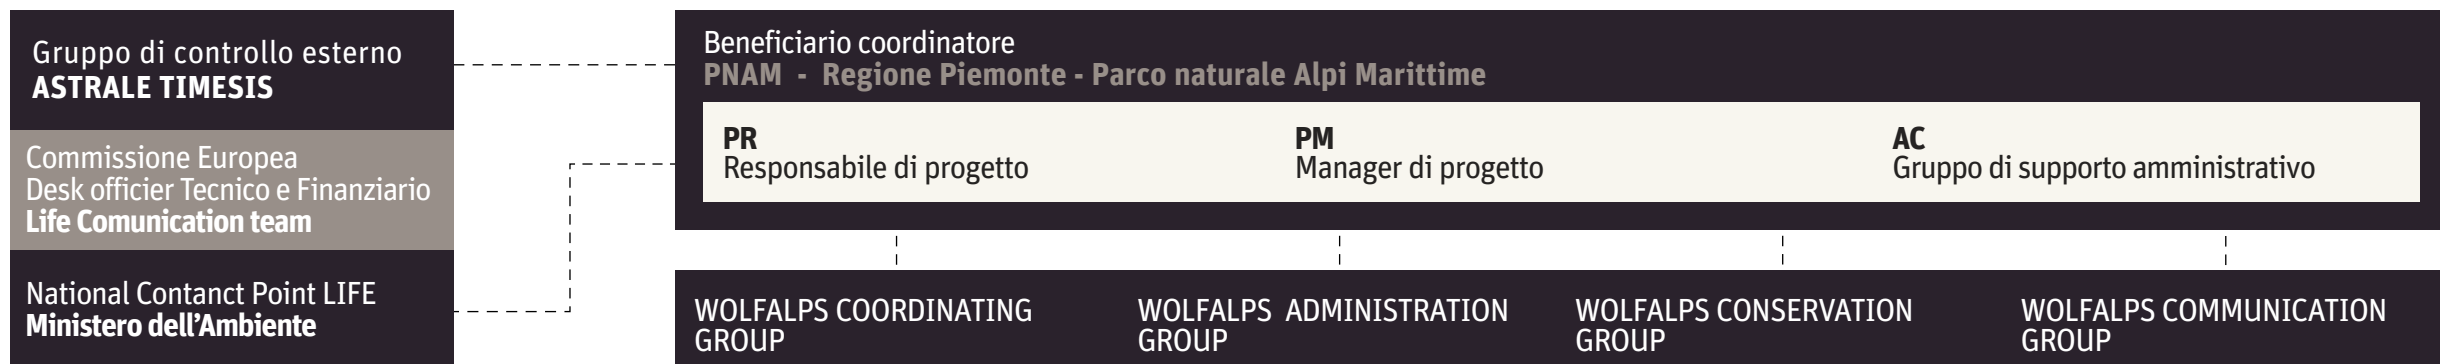 Gruppo di controllo esterno
ASTRALE TIMESIS
Commissione Europea
Desk officier Tecnico e Finanziario
Life Comunication team
National Contanct Point LIFE
Ministero dell'Ambiente
Beneficiario coordinatore
PNAM - Regione Piemonte - Parco naturale Alpi Marittime
PR
Responsabile di progetto
PM
Manager di progetto
AC
Gruppo di supporto amministrativo
WOLFALPS COORDINATING
GROUP
WOLFALPS ADMINISTRATION
GROUP
WOLFALPS CONSERVATION
GROUP
WOLFALPS COMMUNICATION
GROUP